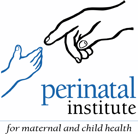 perinatal
institute
for maternal and child health